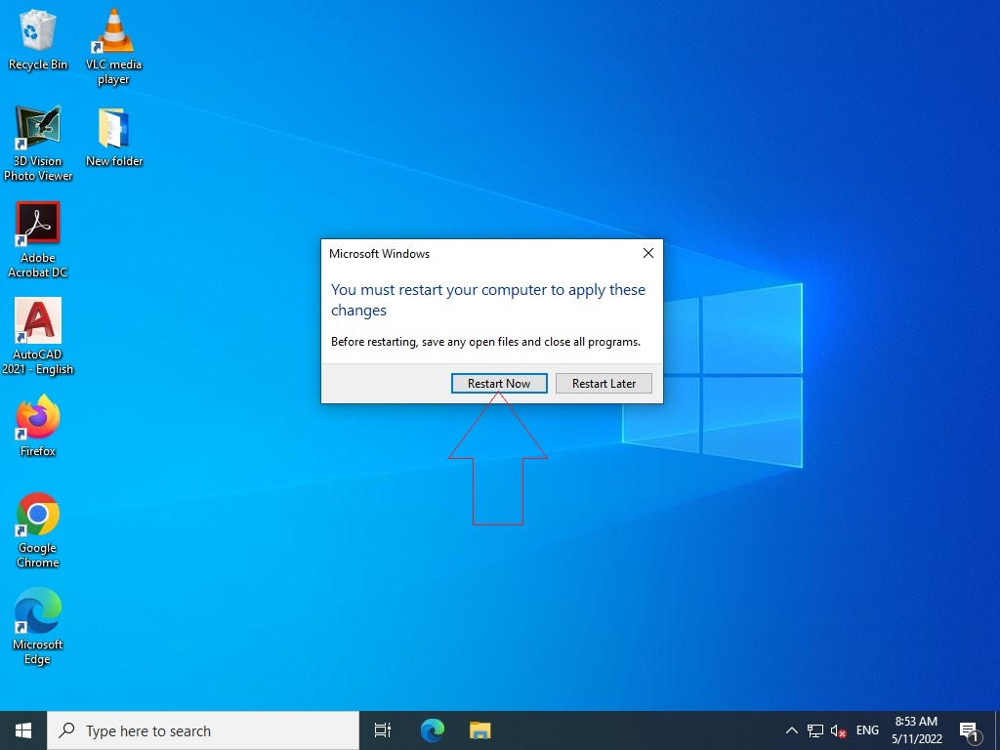 Recycle Bin
VLC media
player
3D Vision
Photo Viewer
New folder
Adobe
Acrobat DC
AutoCAD
2021 - English
Firefox
Google
Chrome
Microsoft
Edge
Microsoft Windows
You must restart your computer to apply these
changes
Before restarting, save any open files and close all programs.
Restart Now
Restart Later
Type here to search
ENG
8:53 AM
5/11/2022
1